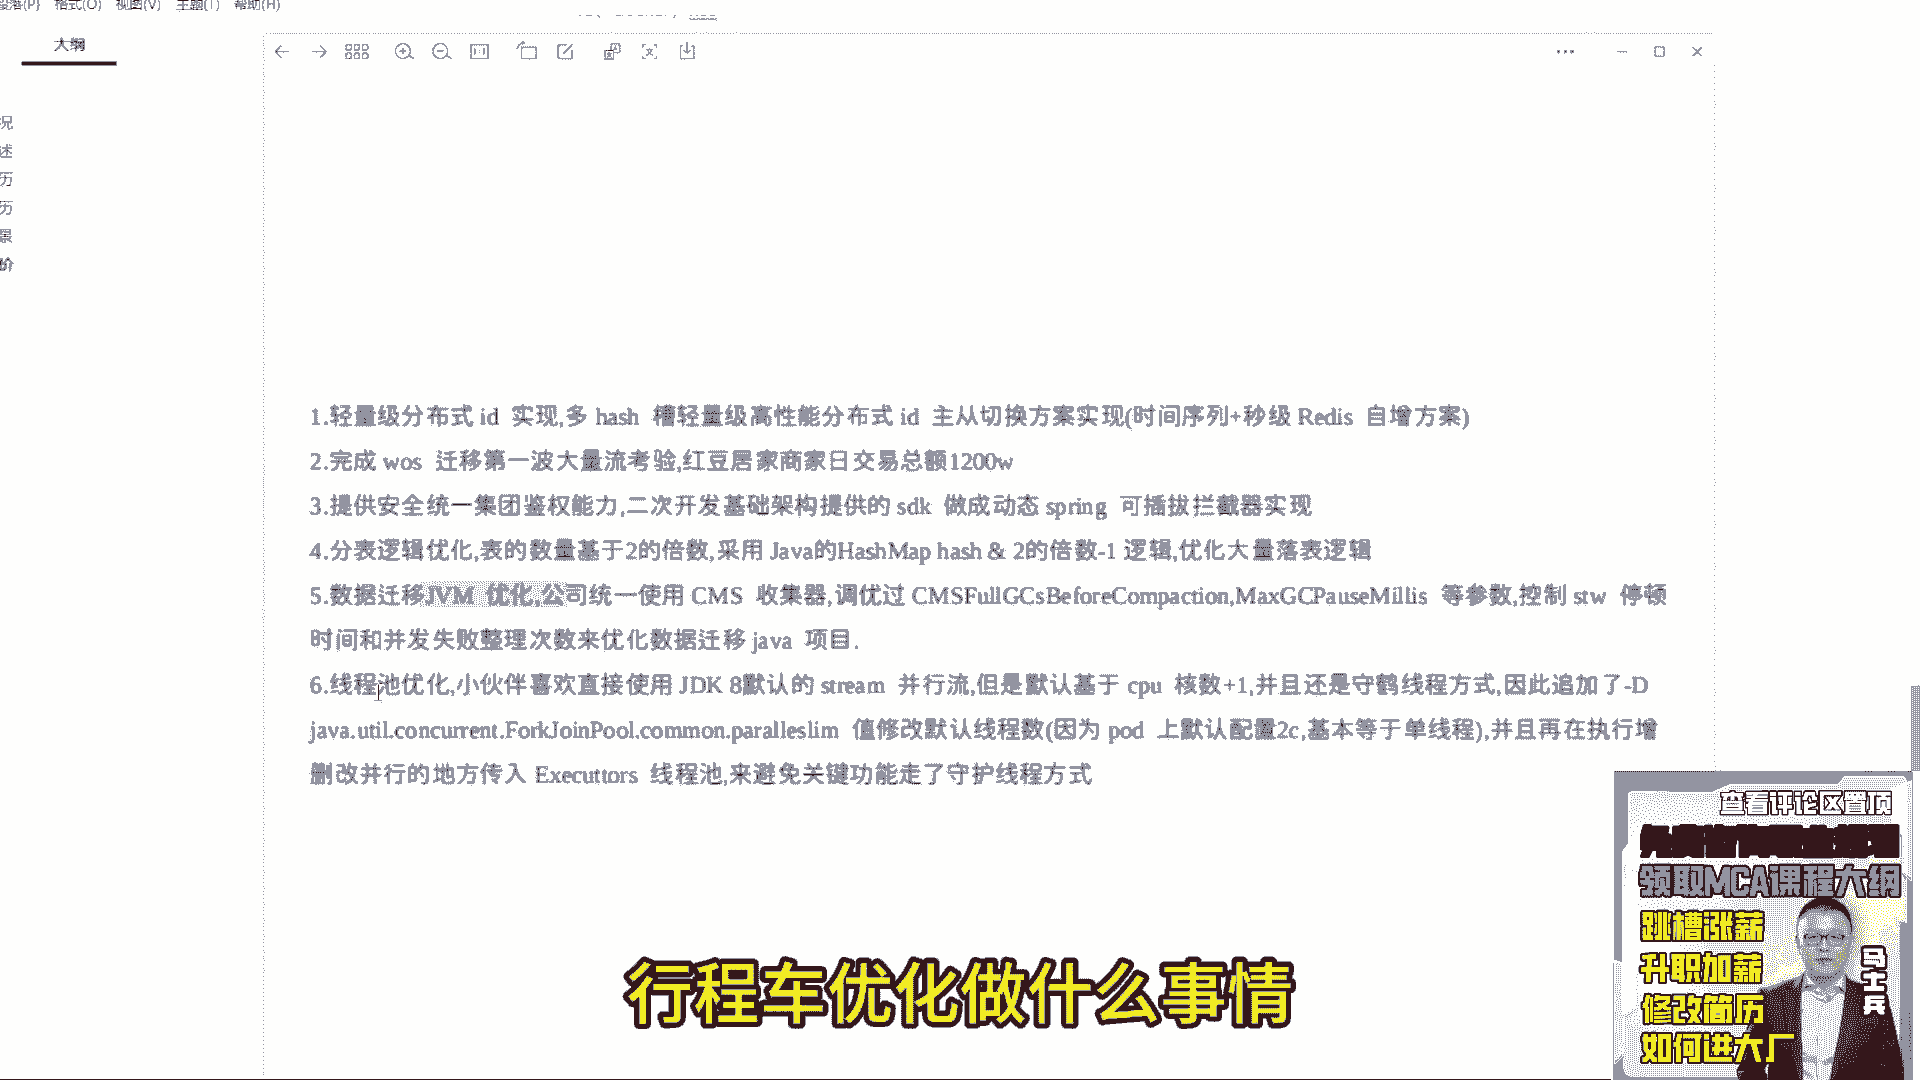 段落(P) 格式(O) 视图(V) 主题(T) 帮助(H)
大纲
况
述
历
历
景
价
1.轻量级分布式 id 实现,多 hash 槽轻量级高性能分布式 id 主从切换方案实现(时间序列+秒级 Redis 自增方案)
2.完成 wos 迁移第一波大量流考验,红豆居家商家日交易总额1200w
3.提供安全统一集团鉴权能力,二次开发基础架构提供的 sdk 做成动态 spring 可插拔拦截器实现
4.分表逻辑优化,表的数量基于2的倍数,采用 Java的HashMap hash & 2的倍数-1 逻辑,优化大量落表逻辑
5.数据迁移JVM 优化,公司统一使用 CMS 收集器,调优过 CMSFullGCsBeforeCompaction,MaxGCPauseMillis 等参数,控制 stw 停顿
时间和并发失败整理次数来优化数据迁移 java 项目.
6.线程池优化,小伙伴喜欢直接使用 JDK 8默认的 stream 并行流,但是默认基于 cpu 核数+1,并且还是守鹤线程方式,因此追加了-D
java.util.concurrent.ForkJoinPool.common.paralleslim 值修改默认线程数(因为 pod 上默认配置2c,基本等于单线程),并且再在执行增
删改并行的地方传入 Executtors 线程池,来避免关键功能走了守护线程方式
查看评论区置顶
领取MCA课程大纲
跳槽涨薪
升职加薪
修改简历
如何进大厂
马士兵
行程车优化做什么事情